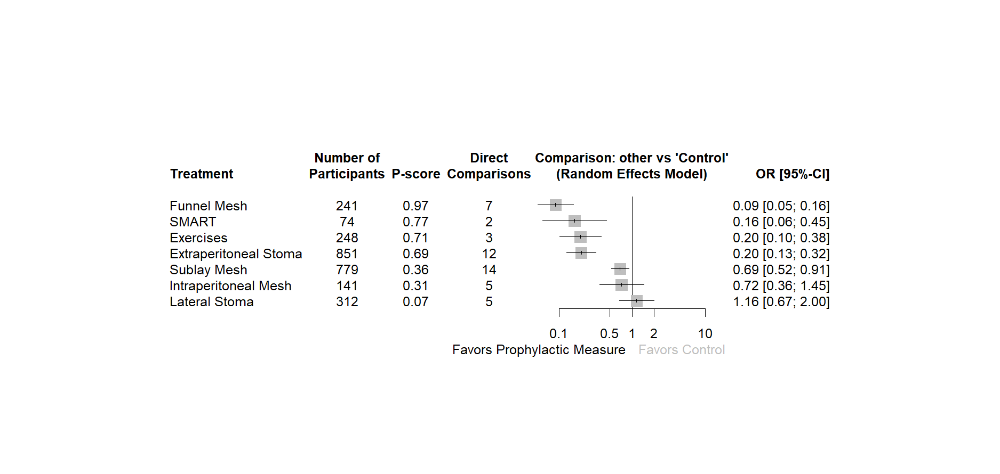 Number of Direct Comparison: other vs 'Control'
Treatment Participants P-score Comparisons (Random Effects Model) OR [95%-CI]
Funnel Mesh 241 0.97 7 0.09 [0.05; 0.16]
SMART 74 0.77 2 0.16 [0.06; 0.45]
Exercises 248 0.71 3 0.20 [0.10; 0.38]
Extraperitoneal Stoma 851 0.69 12 0.20 [0.13; 0.32]
Sublay Mesh 779 0.36 14 0.69 [0.52; 0.91]
Intraperitoneal Mesh 141 0.31 5 0.72 [0.36; 1.45]
Lateral Stoma 312 0.07 5 1.16 [0.67; 2.00]
0.1 0.5 1 2 10
Favors Prophylactic Measure Favors Control